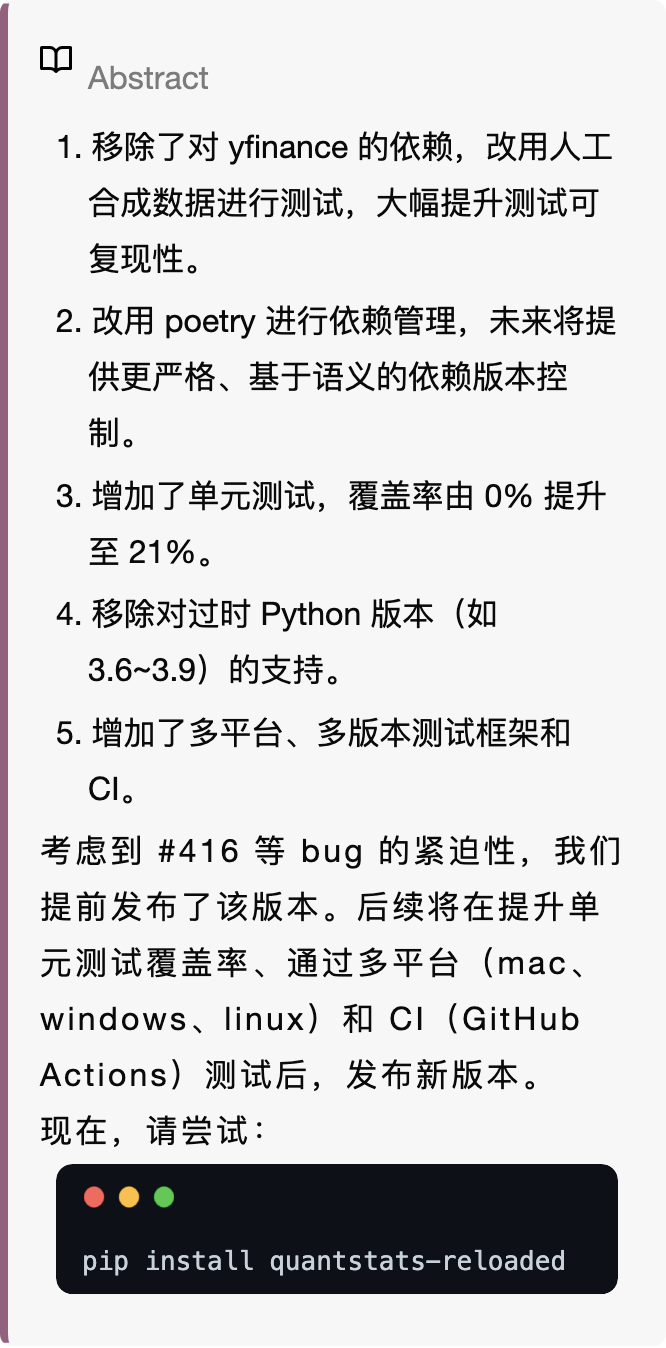 Abstract
1. 移除了对 yfinance 的依赖，改用人工
合成数据进行测试，大幅提升测试可
复现性。
2. 改用 poetry 进行依赖管理，未来将提
供更严格、基于语义的依赖版本控
制。
3. 增加了单元测试，覆盖率由 0% 提升
至 21%。
4. 移除对过时 Python 版本（如
3.6~3.9）的支持。
5. 增加了多平台、多版本测试框架和
CI。
考虑到 #416 等 bug 的紧迫性，我们
提前发布了该版本。后续将在提升单
元测试覆盖率、通过多平台（mac、
windows、linux）和 CI（GitHub
Actions）测试后，发布新版本。
现在，请尝试：
pip install quantstats-reloaded